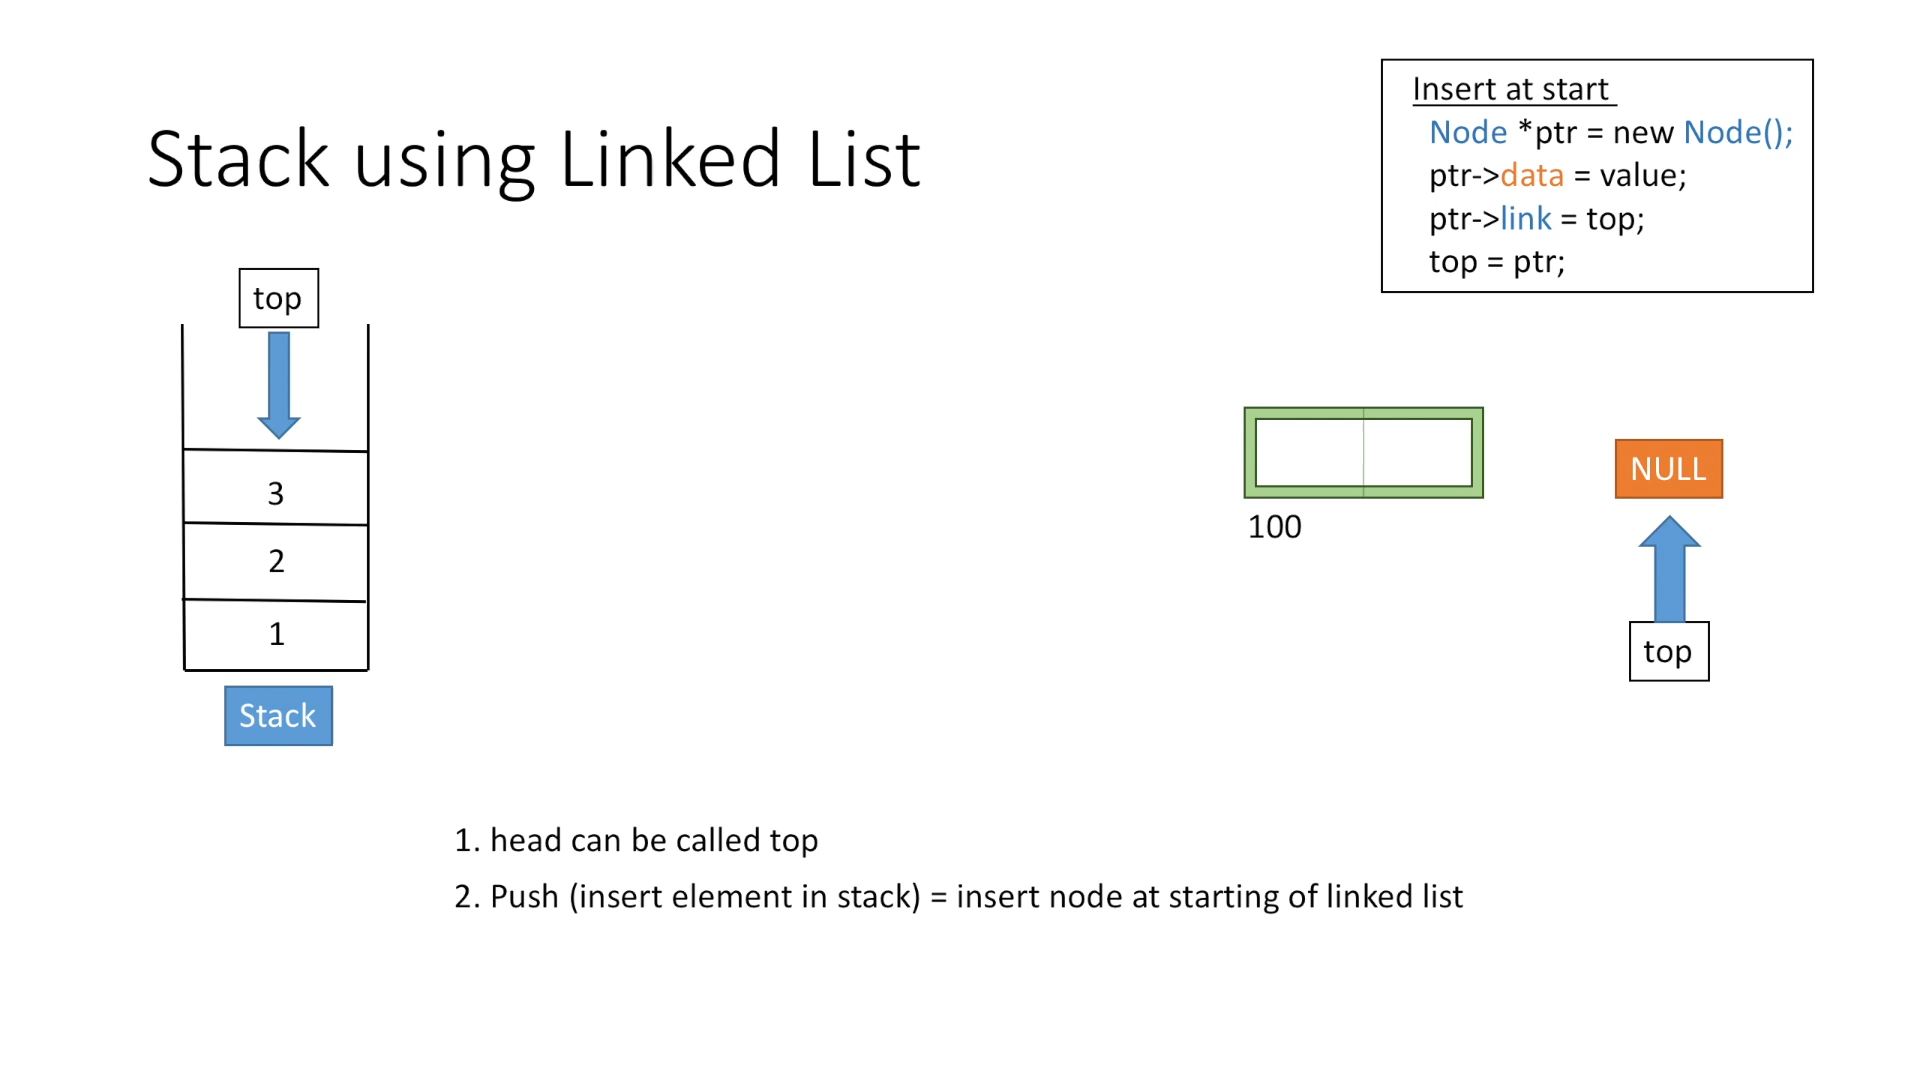 Stack using Linked List
Insert at start
Node *ptr = new Node();
ptr->data = value;
ptr->link = top;
top = ptr;
top
3
2
1
Stack
100
NULL
top
1. head can be called top
2. Push (insert element in stack) = insert node at starting of linked list